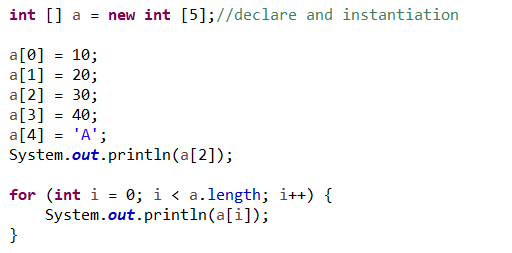 int [] a = new int [5];//declare and instantiation
a[0] = 10;
a[1] = 20;
a[2] = 30;
a[3] = 40;
a[4] = 'A';
System.out.println(a[2]);
for (int i = 0; i < a.length; i++) {
    System.out.println(a[i]);
}